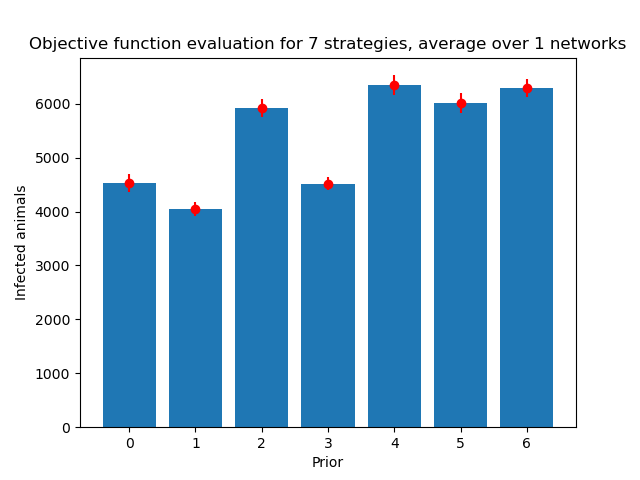 Objective function evaluation for 7 strategies, average over 1 networks
6000
5000
4000
3000
2000
1000
0
Infected animals
0 1 2 3 4 5 6
Prior